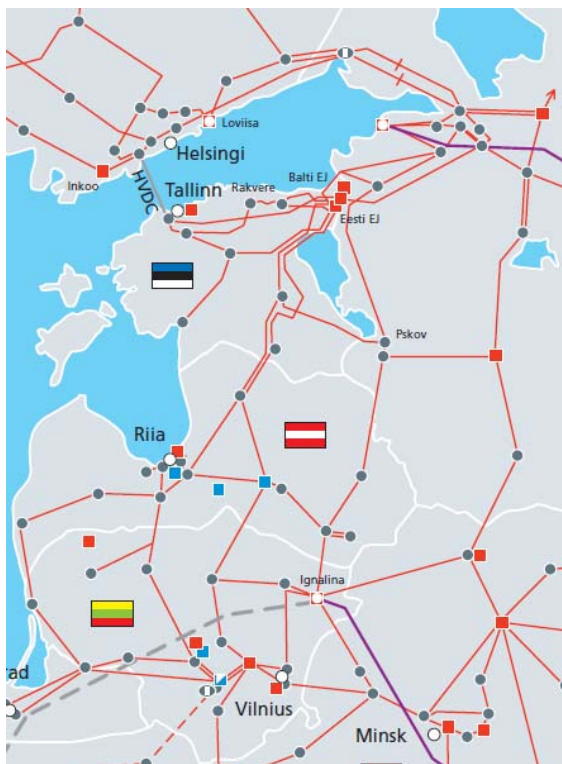 Loviisa
Helsingi
Inkoo
HVDC
Tallinn
Rakvere
Balti EJ
Eesti EJ
Pskov
Riia
Ignalina
rad
Vilnius
Minsk